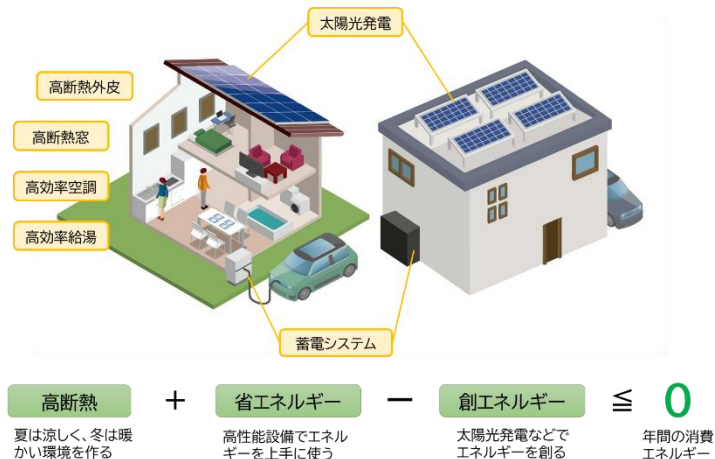 太陽光発電
高断熱外皮
高断熱窓
高効率空調
高効率給湯
蓄電システム
高断熱 + 省エネルギー − 創エネルギー ≦ 0
夏は涼しく、冬は暖
かい環境を作る
高性能設備でエネル
ギーを上手に使う
太陽光発電などで
エネルギーを創る
年間の消費
エネルギー